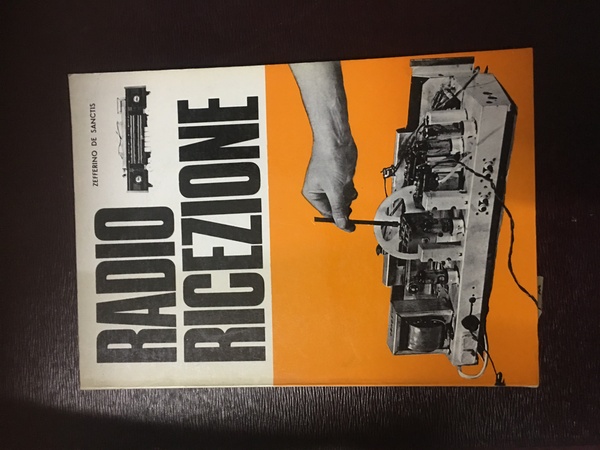 ZEFFERINO DE SANCTIS
RADIO
RICEZIONE